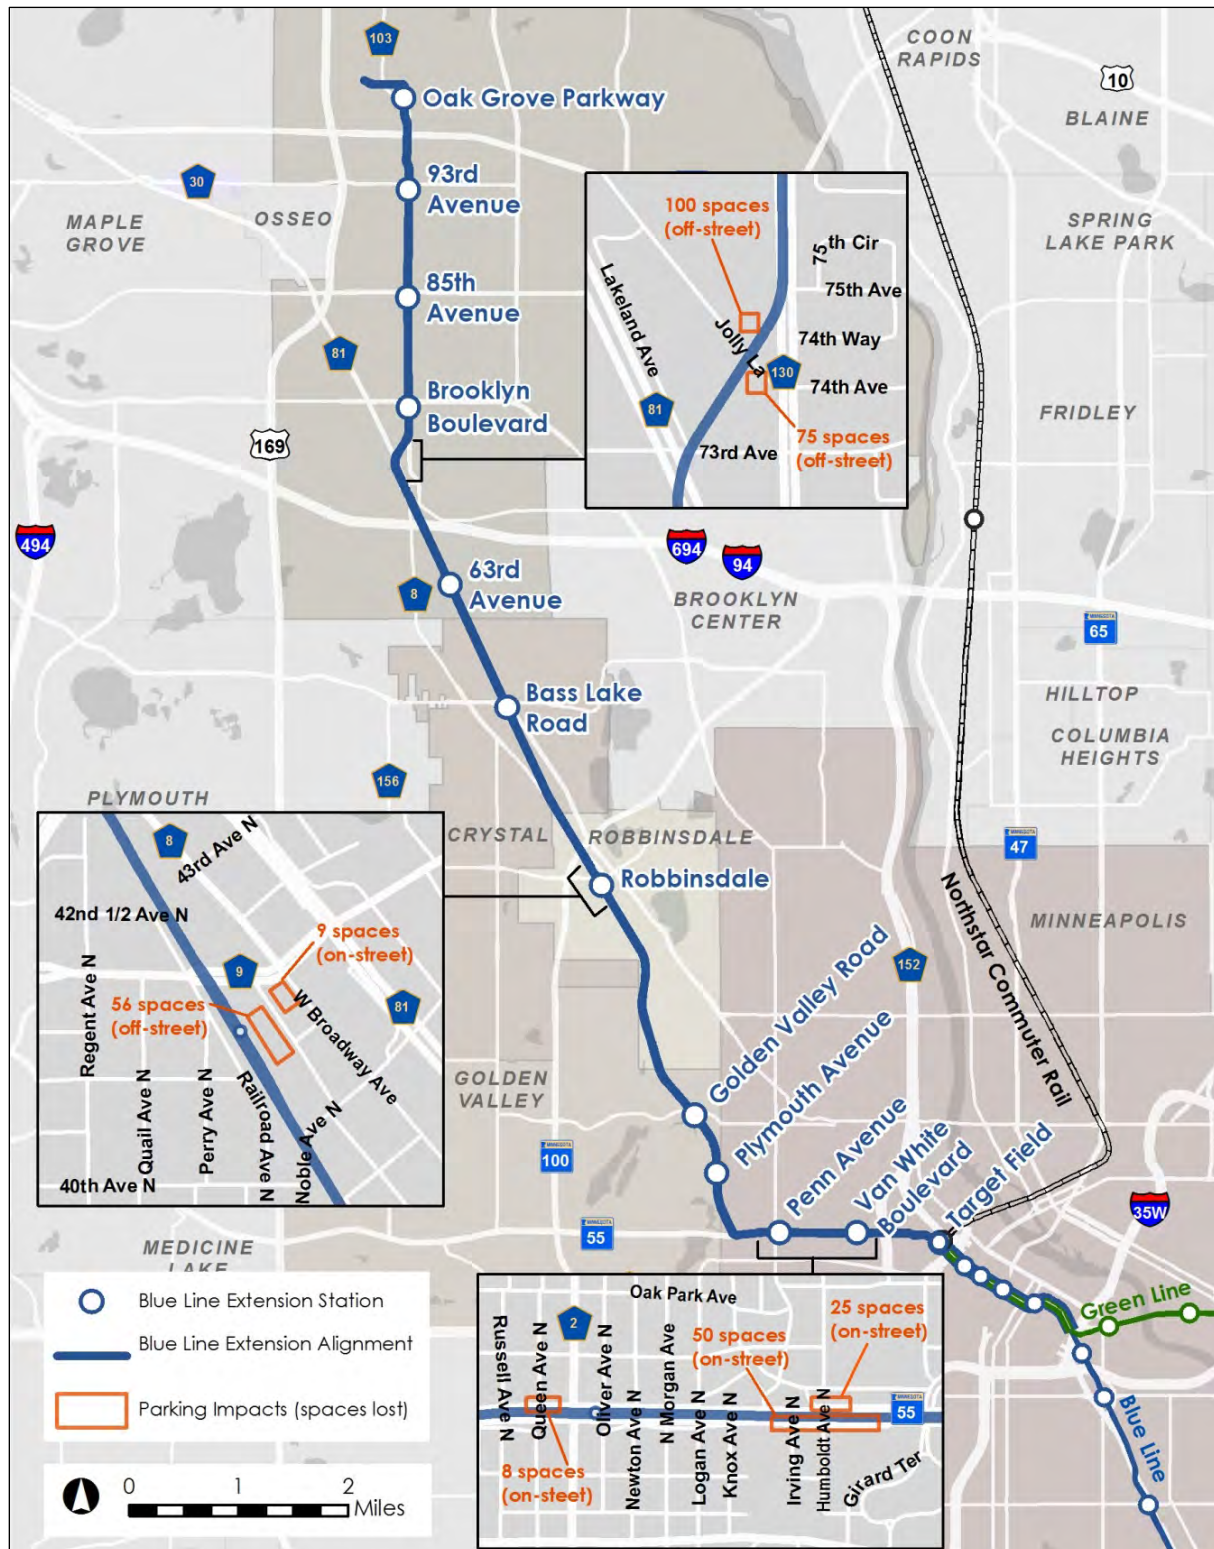 103
COON
RAPIDS
10
Oak Grove Parkway
BLAINE
30
93rd
Avenue
MAPLE
GROVE
OSSEO
SPRING
LAKE PARK
100 spaces
(off-street)
75th Cir
75th Ave
Lakeland Ave
Jolly La
74th Way
130
74th Ave
81
73rd Ave
75 spaces
(off-street)
85th
Avenue
81
Brooklyn
Boulevard
FRIDLEY
169
494
694
94
63rd
Avenue
8
BROOKLYN
CENTER
MINNESOTA
65
Bass Lake
Road
HILLTOP
COLUMBIA
HEIGHTS
156
PLYMOUTH
CRYSTAL
ROBBINSDALE
MINNESOTA
47
8
43rd Ave N
42nd 1/2 Ave N
9 spaces
(on-street)
9
Regent Ave N
56 spaces
(off-street)
W Broadway Ave
81
Quail Ave N
Perry Ave N
Railroad Ave N
Noble Ave N
40th Ave N
Robbinsdale
Northstar Commuter Rail
MINNEAPOLIS
152
Golden Valley Road
Plymouth Avenue
GOLDEN
VALLEY
MINNESOTA
100
Penn Avenue
Van White
Boulevard
Target Field
35W
MINNESOTA
55
MEDICINE
LAKE
Green Line
Blue Line
Oak Park Ave
2
25 spaces
(on-street)
50 spaces
(on-street)
Russell Ave N
Queen Ave N
Oliver Ave N
Newton Ave N
N Morgan Ave
Logan Ave N
Knox Ave N
Irving Ave N
Humboldt Ave N
Girard Ter
MINNESOTA
55
8 spaces
(on-steet)
Blue Line Extension Station
Blue Line Extension Alignment
Parking Impacts (spaces lost)
0 1 2
Miles